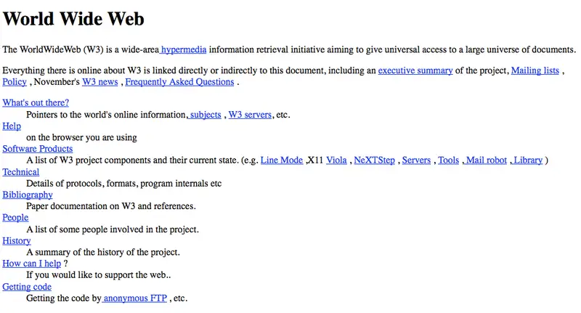 World Wide Web
The WorldWideWeb (W3) is a wide-area hypermedia information retrieval initiative aiming to give universal access to a large universe of documents.
Everything there is online about W3 is linked directly or indirectly to this document, including an executive summary of the project, Mailing lists ,
Policy , November's W3 news , Frequently Asked Questions .
What's out there?
Pointers to the world's online information, subjects , W3 servers, etc.
Help
on the browser you are using
Software Products
A list of W3 project components and their current state. (e.g. Line Mode ,X11 Viola , NeXTStep , Servers , Tools , Mail robot , Library )
Technical
Details of protocols, formats, program internals etc
Bibliography
Paper documentation on W3 and references.
People
A list of some people involved in the project.
History
A summary of the history of the project.
How can I help ?
If you would like to support the web..
Getting code
Getting the code by anonymous FTP , etc.